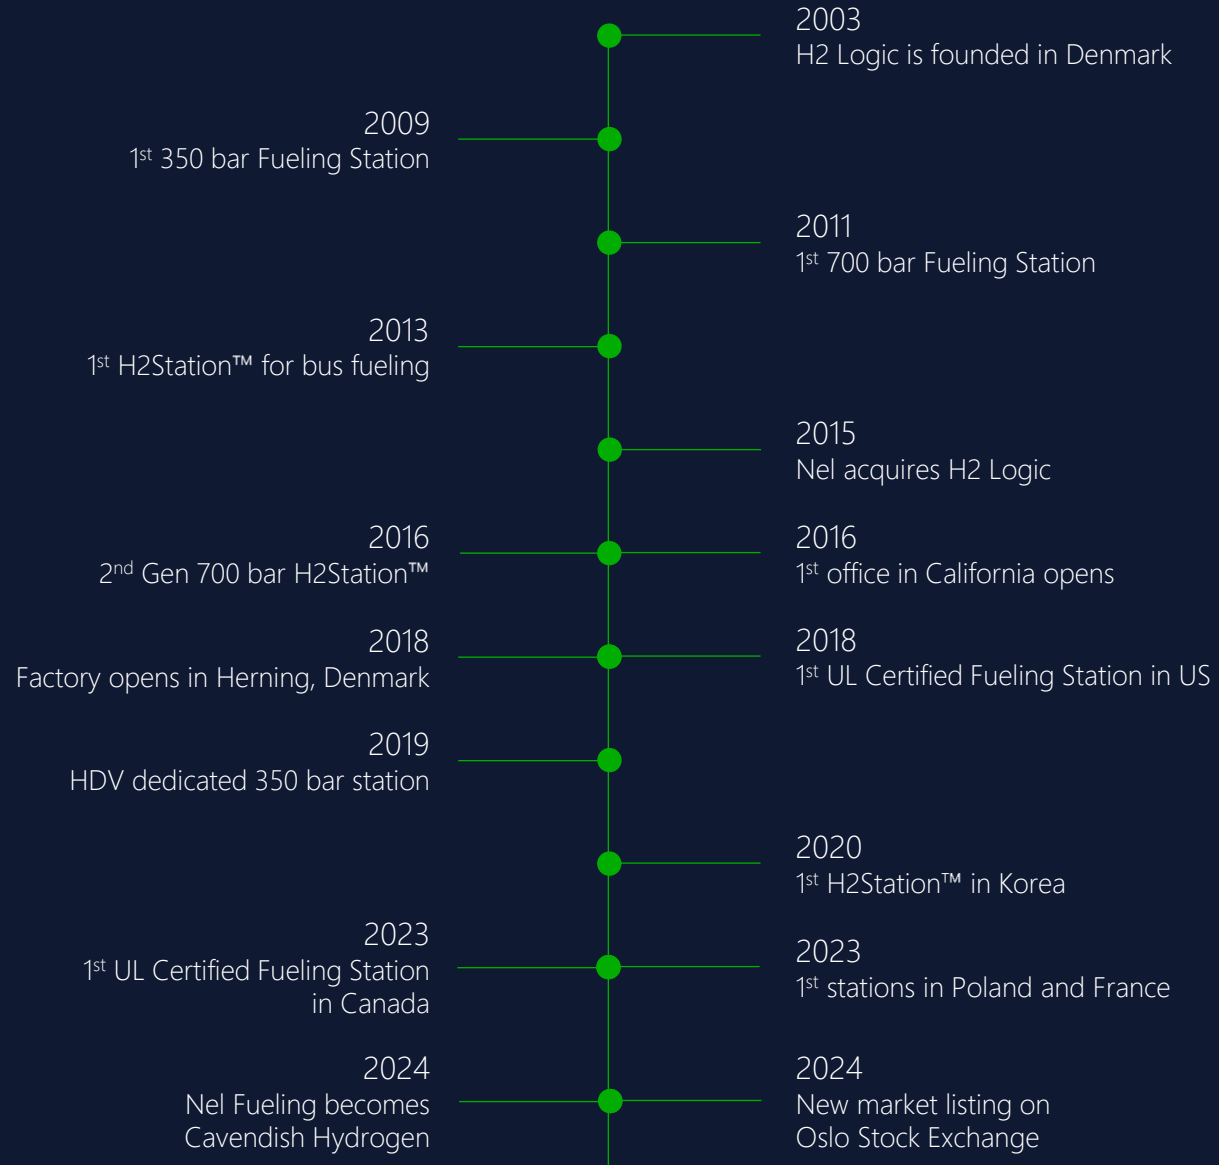 2003
H2 Logic is founded in Denmark
2009
1st 350 bar Fueling Station
2011
1st 700 bar Fueling Station
2013
1st H2Station™ for bus fueling
2015
Nel acquires H2 Logic
2016
2nd Gen 700 bar H2Station™
2016
1st office in California opens
2018
Factory opens in Herning, Denmark
2018
1st UL Certified Fueling Station in US
2019
HDV dedicated 350 bar station
2020
1st H2Station™ in Korea
2023
1st UL Certified Fueling Station
in Canada
2023
1st stations in Poland and France
2024
Nel Fueling becomes
Cavendish Hydrogen
2024
New market listing on
Oslo Stock Exchange